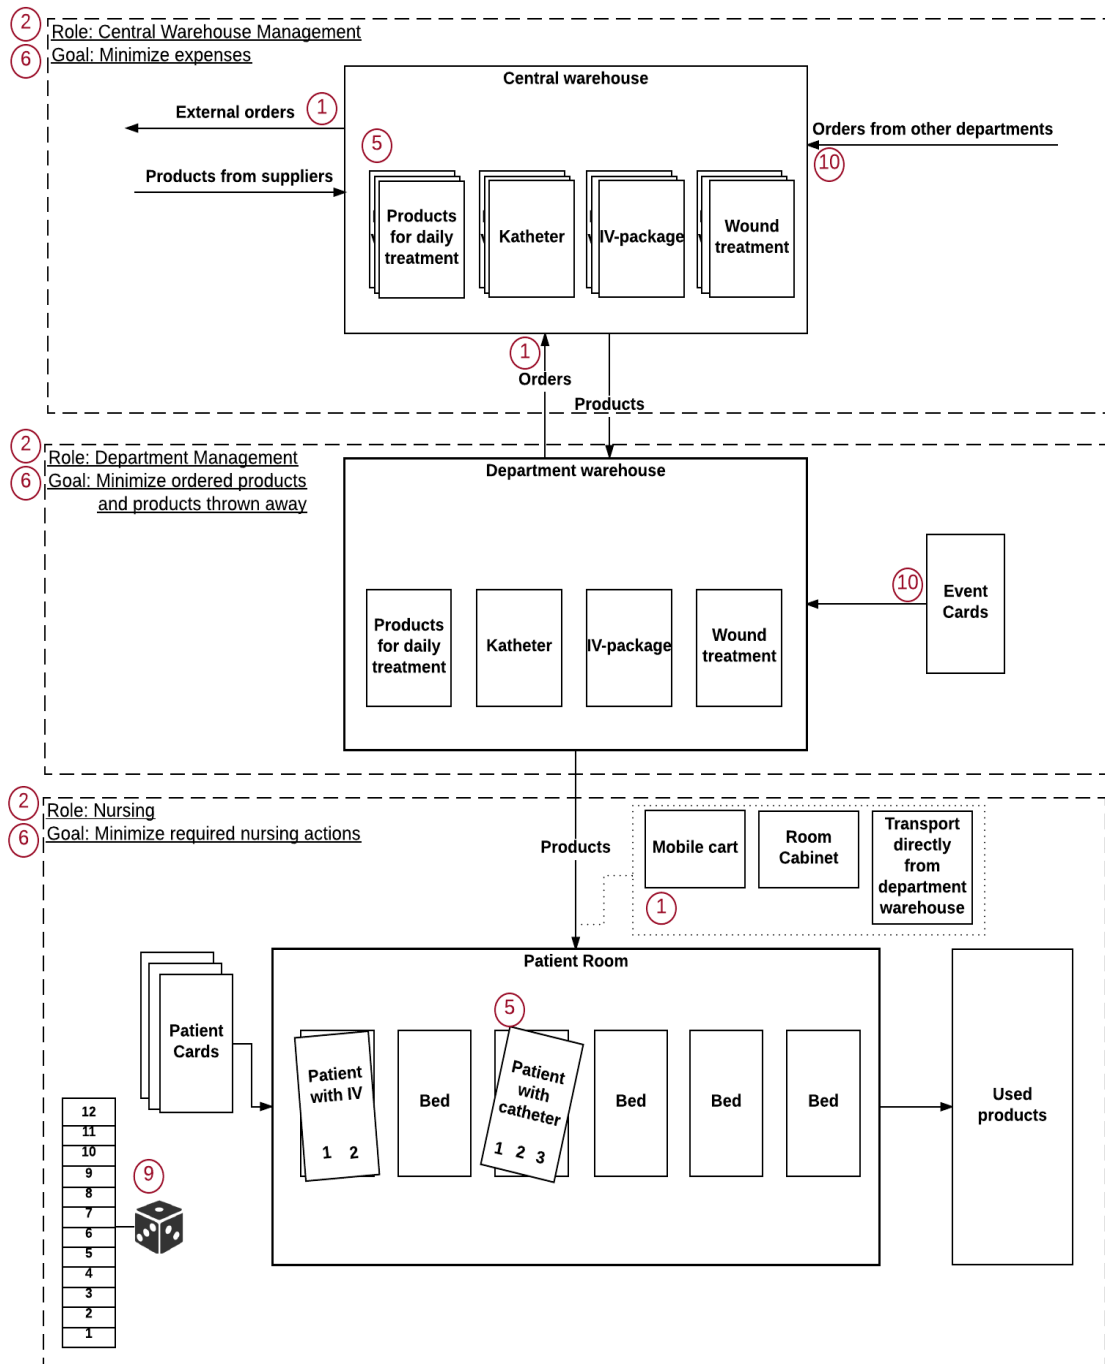 2
Role: Central Warehouse Management
6
Goal: Minimize expenses
Central warehouse
External orders
1
5
Orders from other departments
10
Products from suppliers
Products
for daily
treatment
Katheter
IV-package
Wound
treatment
1
Orders
Products
2
Role: Department Management
6
Goal: Minimize ordered products
and products thrown away
Department warehouse
Products
for daily
treatment
Katheter
IV-package
Wound
treatment
10
Event
Cards
2
Role: Nursing
6
Goal: Minimize required nursing actions
Products
Mobile cart
Room
Cabinet
Transport
directly
from
department
warehouse
1
Patient Room
Patient
Cards
5
Patient
with IV
1 2
Bed
Patient
with
catheter
1 2 3
Bed
Bed
Bed
Used
products
9
12
11
10
9
8
7
6
5
4
3
2
1